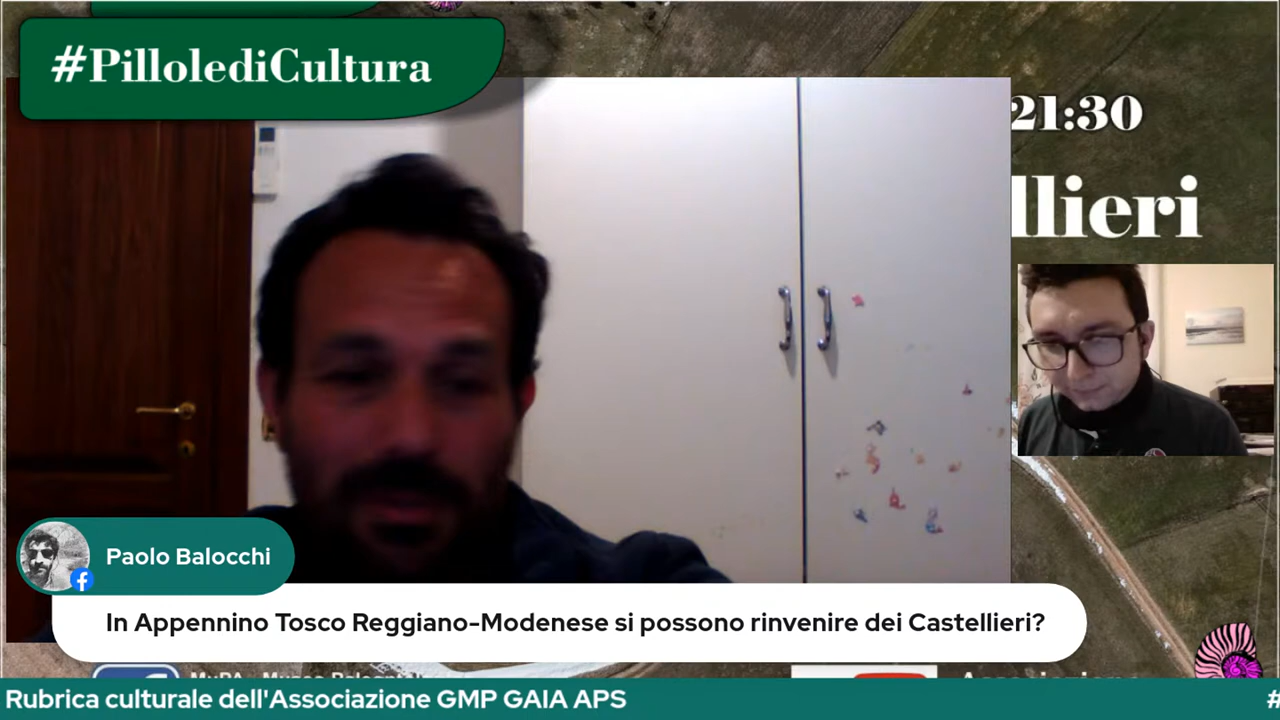 #PillolediCultura
21:30
llieri
Paolo Balocchi
In Appennino Tosco Reggiano-Modenese si possono rinvenire dei Castellieri?
Rubrica culturale dell'Associazione GMP GAIA APS
#